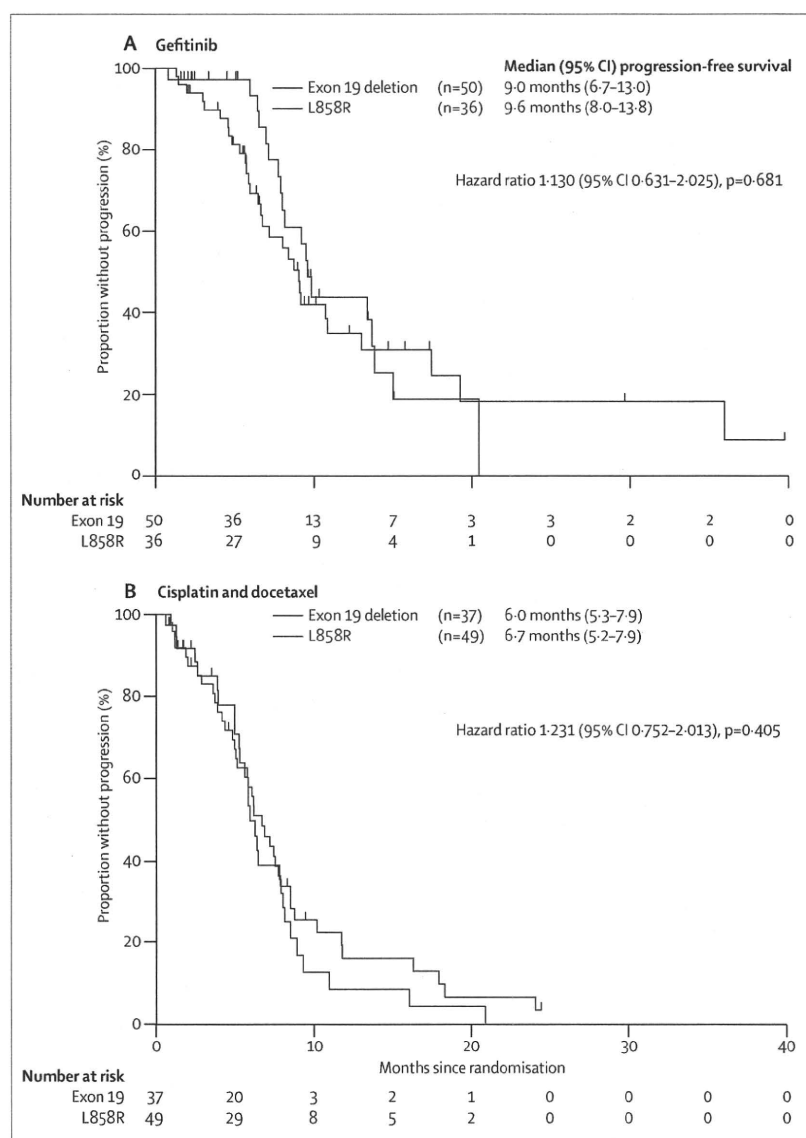 A Gefitinib
Median (95% CI) progression-free survival
Exon 19 deletion (n=50) 9·0 months (6·7–13·0)
L858R (n=36) 9·6 months (8·0–13·8)
Hazard ratio 1·130 (95% CI 0·631–2·025), p=0·681
Proportion without progression (%)
100
80
60
40
20
0
Number at risk
Exon 19 50 36 13 7 3 3 2 2 0
L858R 36 27 9 4 1 0 0 0 0
B Cisplatin and docetaxel
Exon 19 deletion (n=37) 6·0 months (5·3–7·9)
L858R (n=49) 6·7 months (5·2–7·9)
Hazard ratio 1·231 (95% CI 0·752–2·013), p=0·405
Proportion without progression (%)
100
80
60
40
20
0
0 10 20 30 40
Months since randomisation
Number at risk
Exon 19 37 20 3 2 1 0 0 0 0
L858R 49 29 8 5 2 0 0 0 0